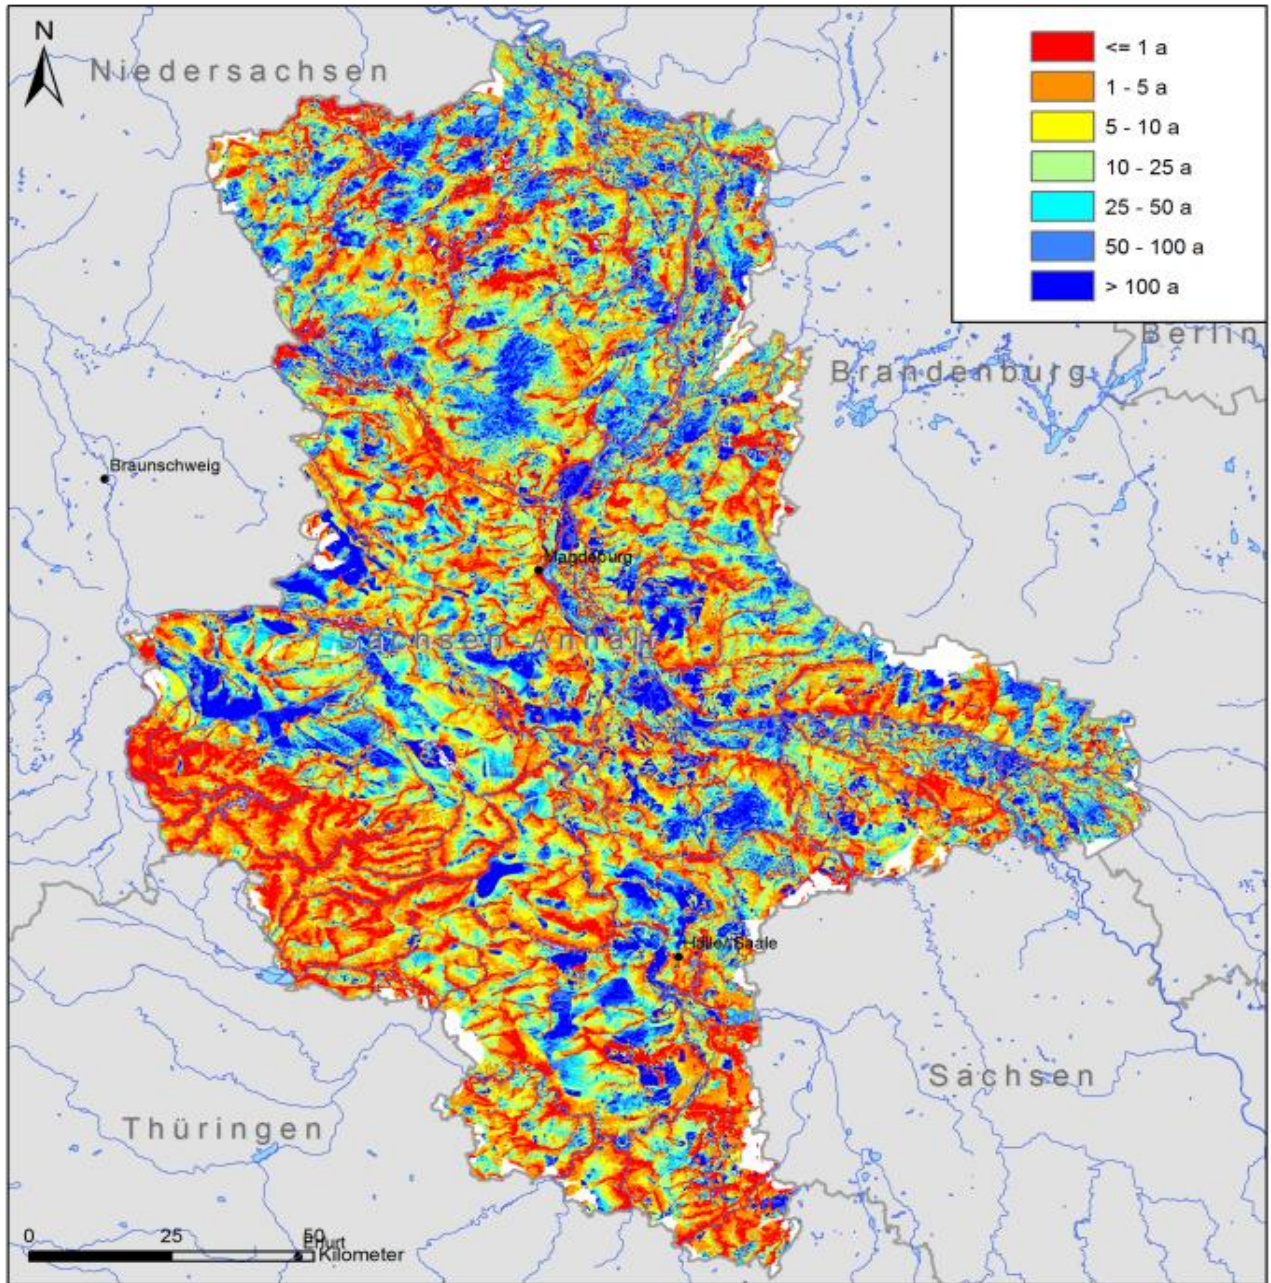 N
Niedersachsen
<= 1 a
1 - 5 a
5 - 10 a
10 - 25 a
25 - 50 a
50 - 100 a
> 100 a
Berlin
Brandenburg
Braunschweig
Magdeburg
Sachsen-Anhalt
Halle/ Saale
Sachsen
Thüringen
0 25 50
Erfurt
Kilometer